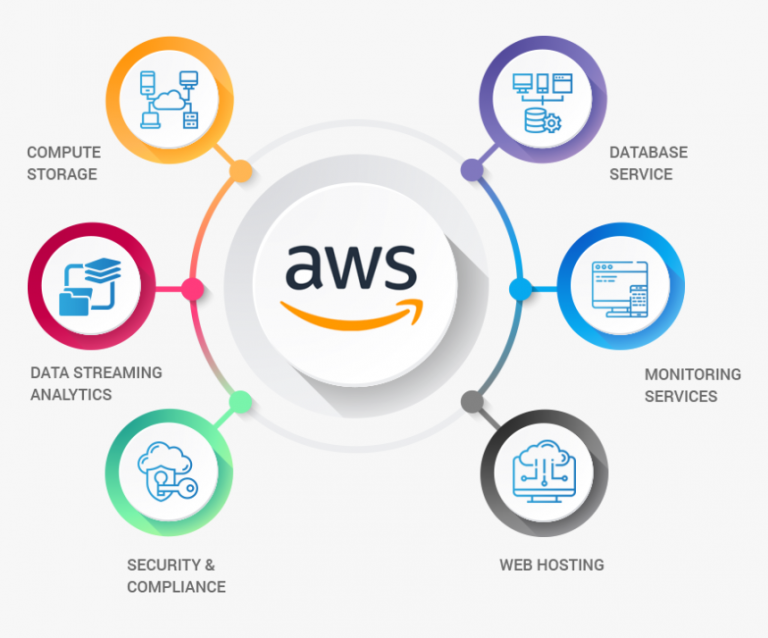 COMPUTE
STORAGE
DATABASE
SERVICE
aws
DATA STREAMING
ANALYTICS
MONITORING
SERVICES
SECURITY &
COMPLIANCE
WEB HOSTING